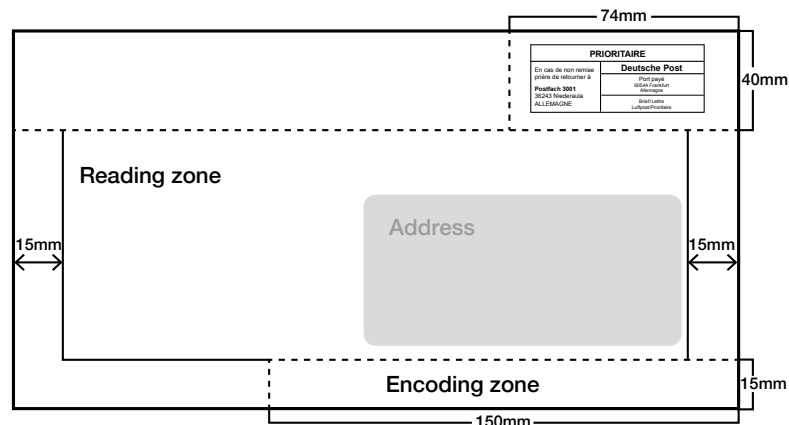 74mm
PRIORITAIRE
En cas de non remise
prière de retourner à
Postfach 3001
36243 Niederaula
ALLEMAGNE
Deutsche Post
Port payé
60544 Frankfurt
Allemagne
Brief/Lettre
Luftpost/Prioritaire
40mm
Reading zone
Address
15mm
15mm
Encoding zone
15mm
150mm